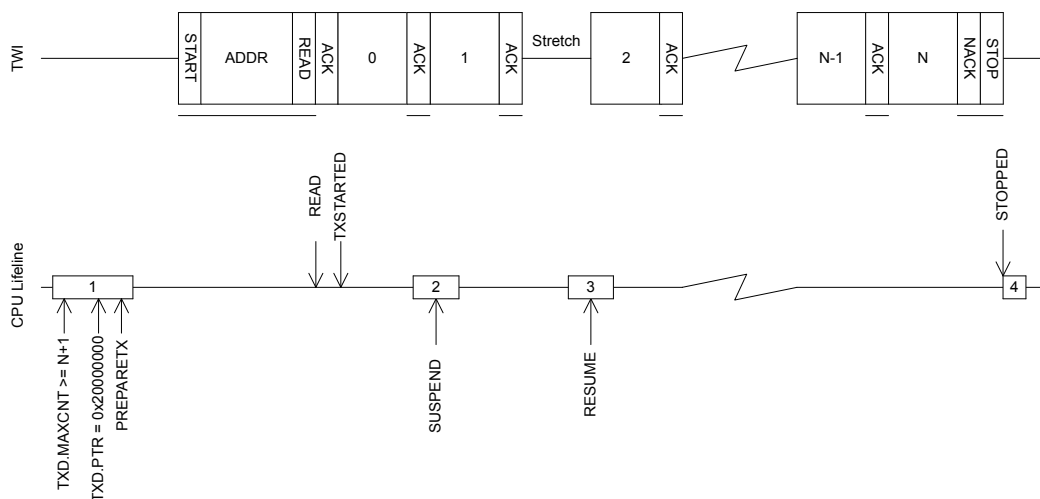 TWI
START
ADDR
READ
ACK
0
ACK
1
ACK
Stretch
2
ACK
N-1
ACK
N
NACK
STOP
READ
TXSTARTED
STOPPED
CPU Lifeline
1
2
3
4
TXD.MAXCNT >= N+1
TXD.PTR = 0x20000000
PREPARETX
SUSPEND
RESUME